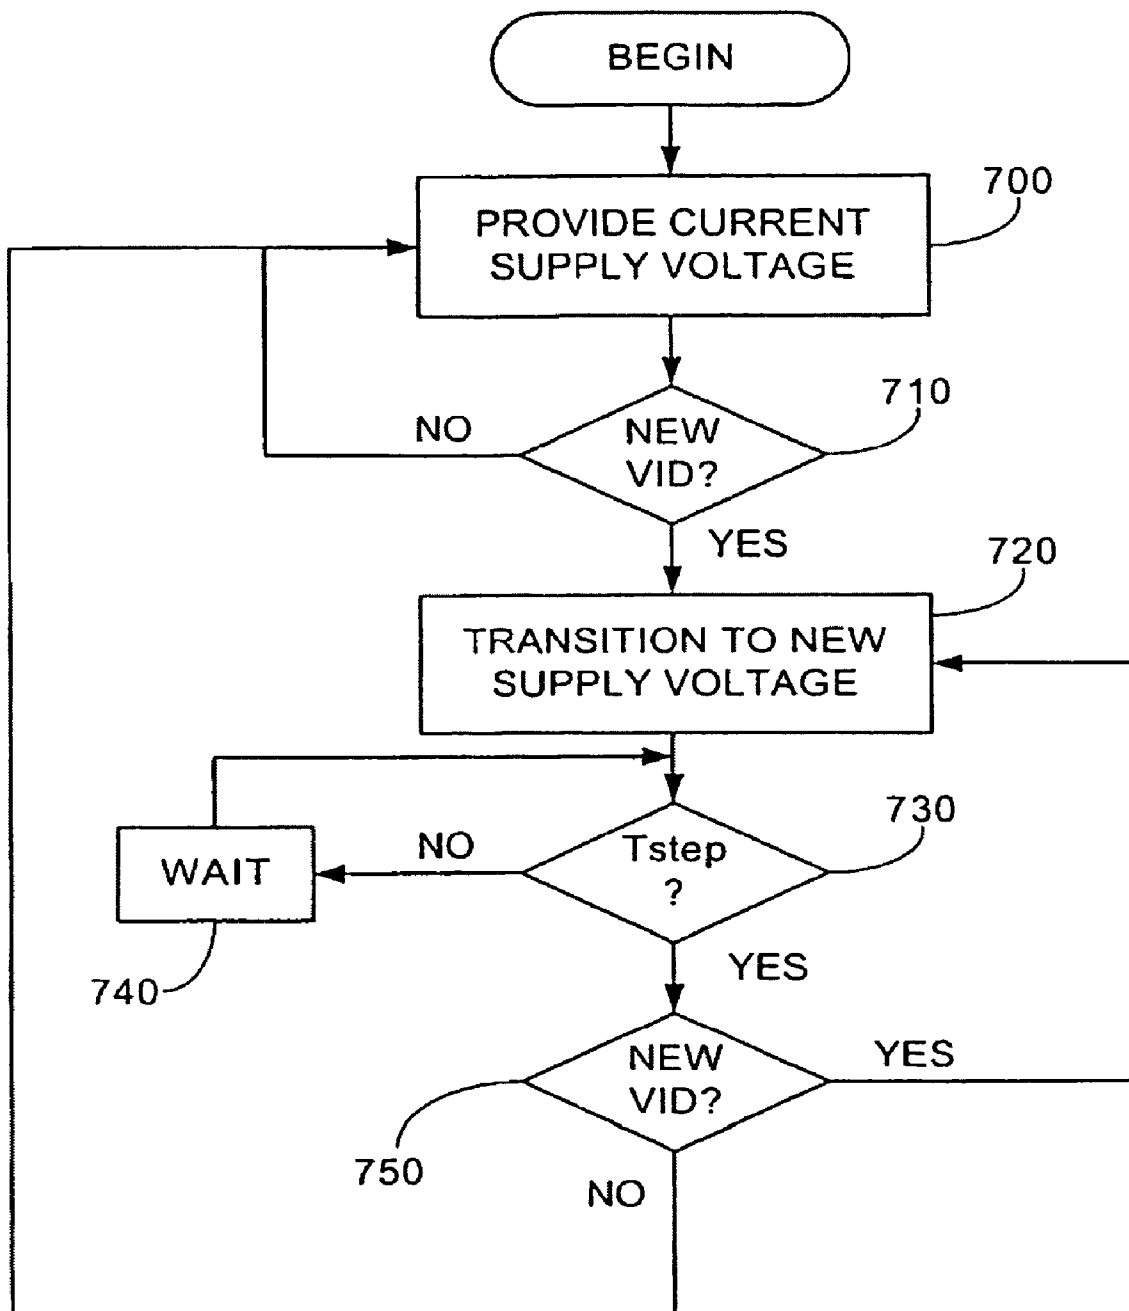 BEGIN
700
PROVIDE CURRENT
SUPPLY VOLTAGE
710
NO
NEW
VID?
YES
720
TRANSITION TO NEW
SUPPLY VOLTAGE
730
NO
Tstep
?
WAIT
740
YES
NEW
VID?
YES
750
NO